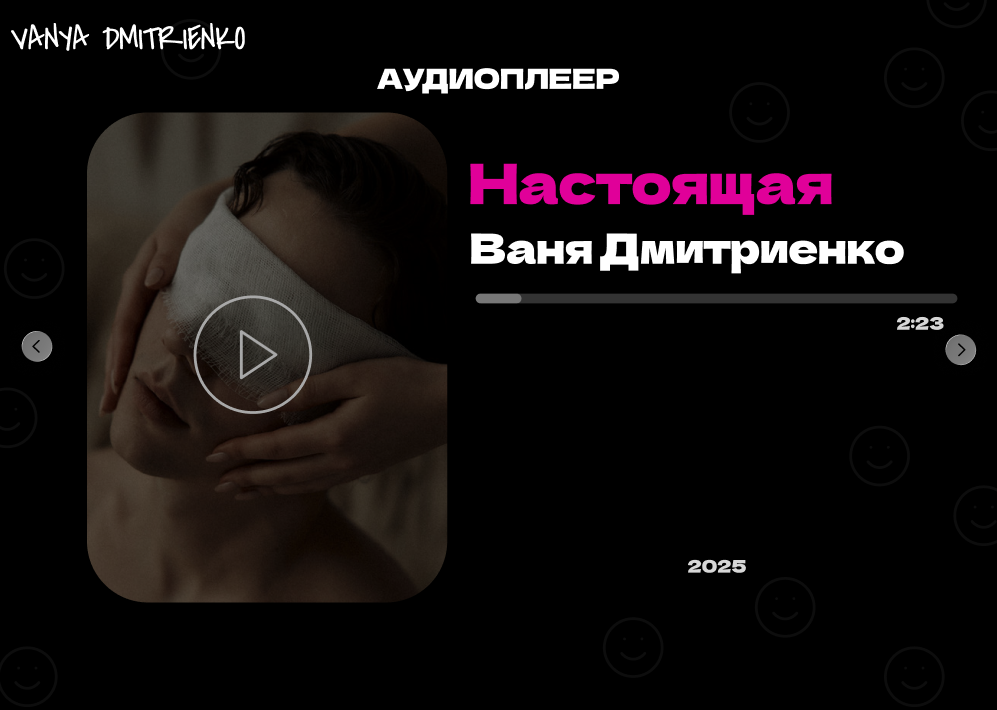 VANYA DMITRIENKO
АУДИОПЛЕЕР
Настоящая
Ваня Дмитриенко
2:23
2025